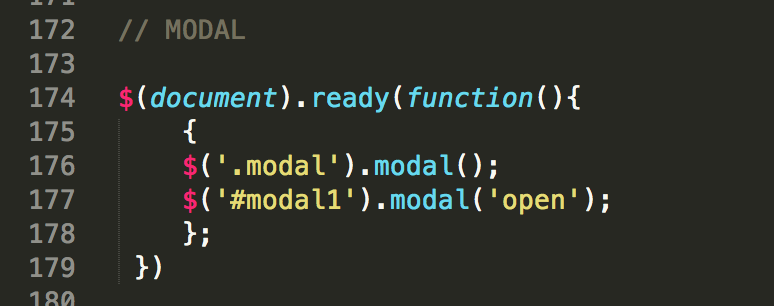 171
172 // MODAL
173
174 $(document).ready(function(){
175 {
176 $('.modal').modal();
177 $('#modal1').modal('open');
178 };
179 })
180